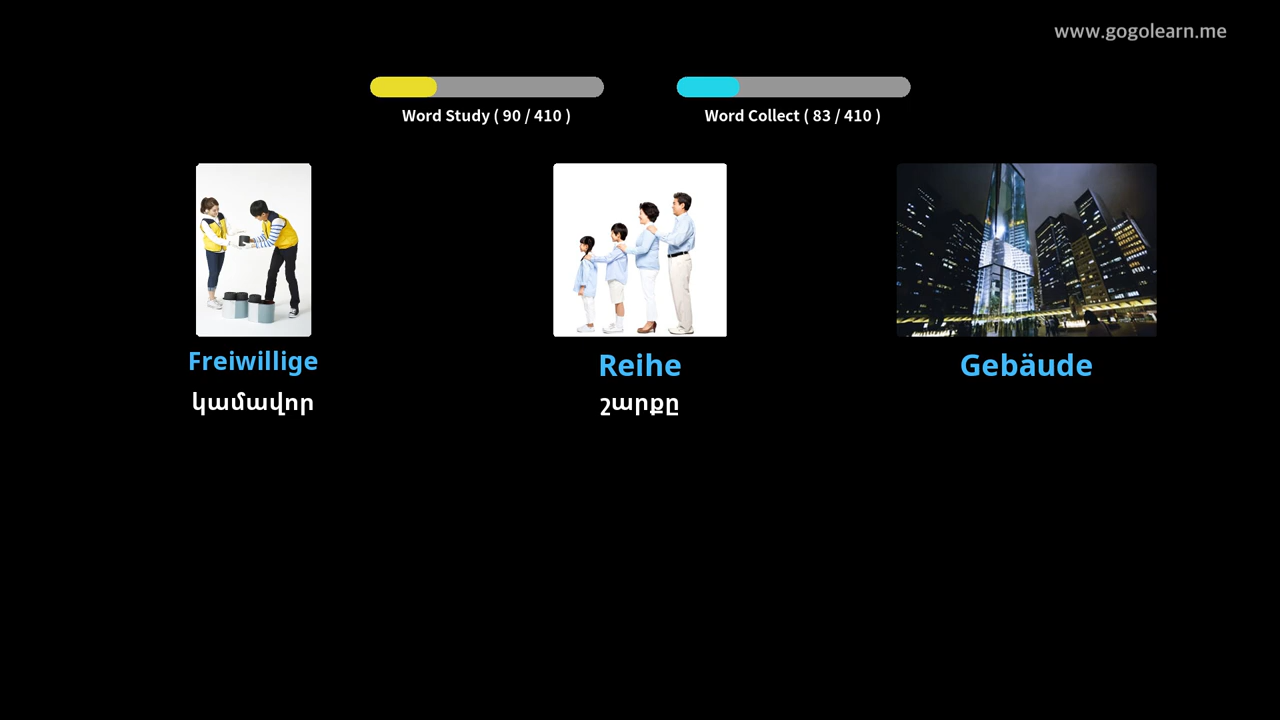 www.gogolearn.me
Word Study ( 90 / 410 )
Word Collect ( 83 / 410 )
Freiwillige
կամավոր
Reihe
շարքը
Gebäude